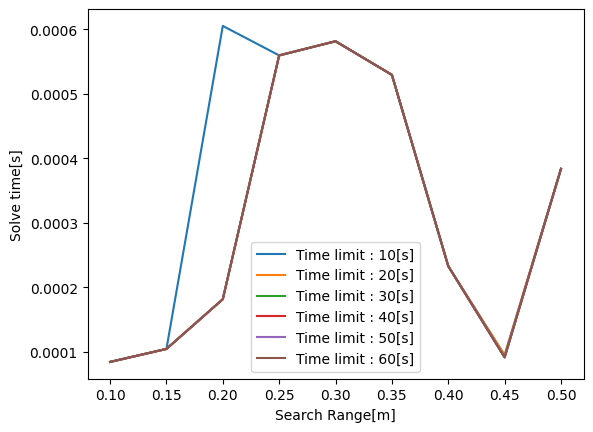 0.0006
0.0005
0.0004
0.0003
0.0002
0.0001
Solve time[s]
Time limit : 10[s]
Time limit : 20[s]
Time limit : 30[s]
Time limit : 40[s]
Time limit : 50[s]
Time limit : 60[s]
0.10 0.15 0.20 0.25 0.30 0.35 0.40 0.45 0.50
Search Range[m]